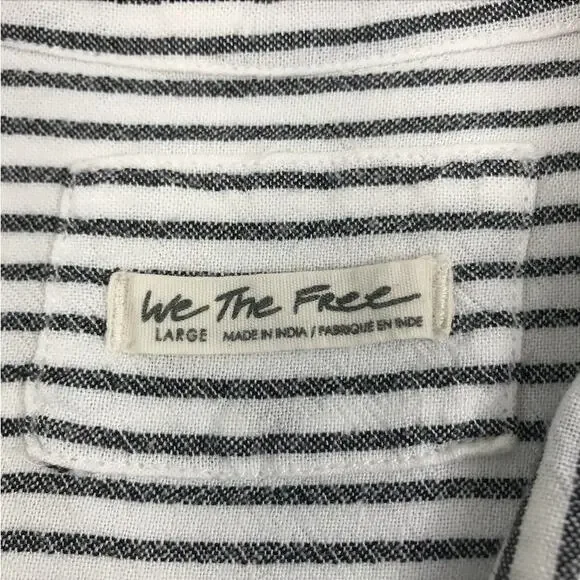 We The Free
LARGE MADE IN INDIA / FABRIQUE EN INDE